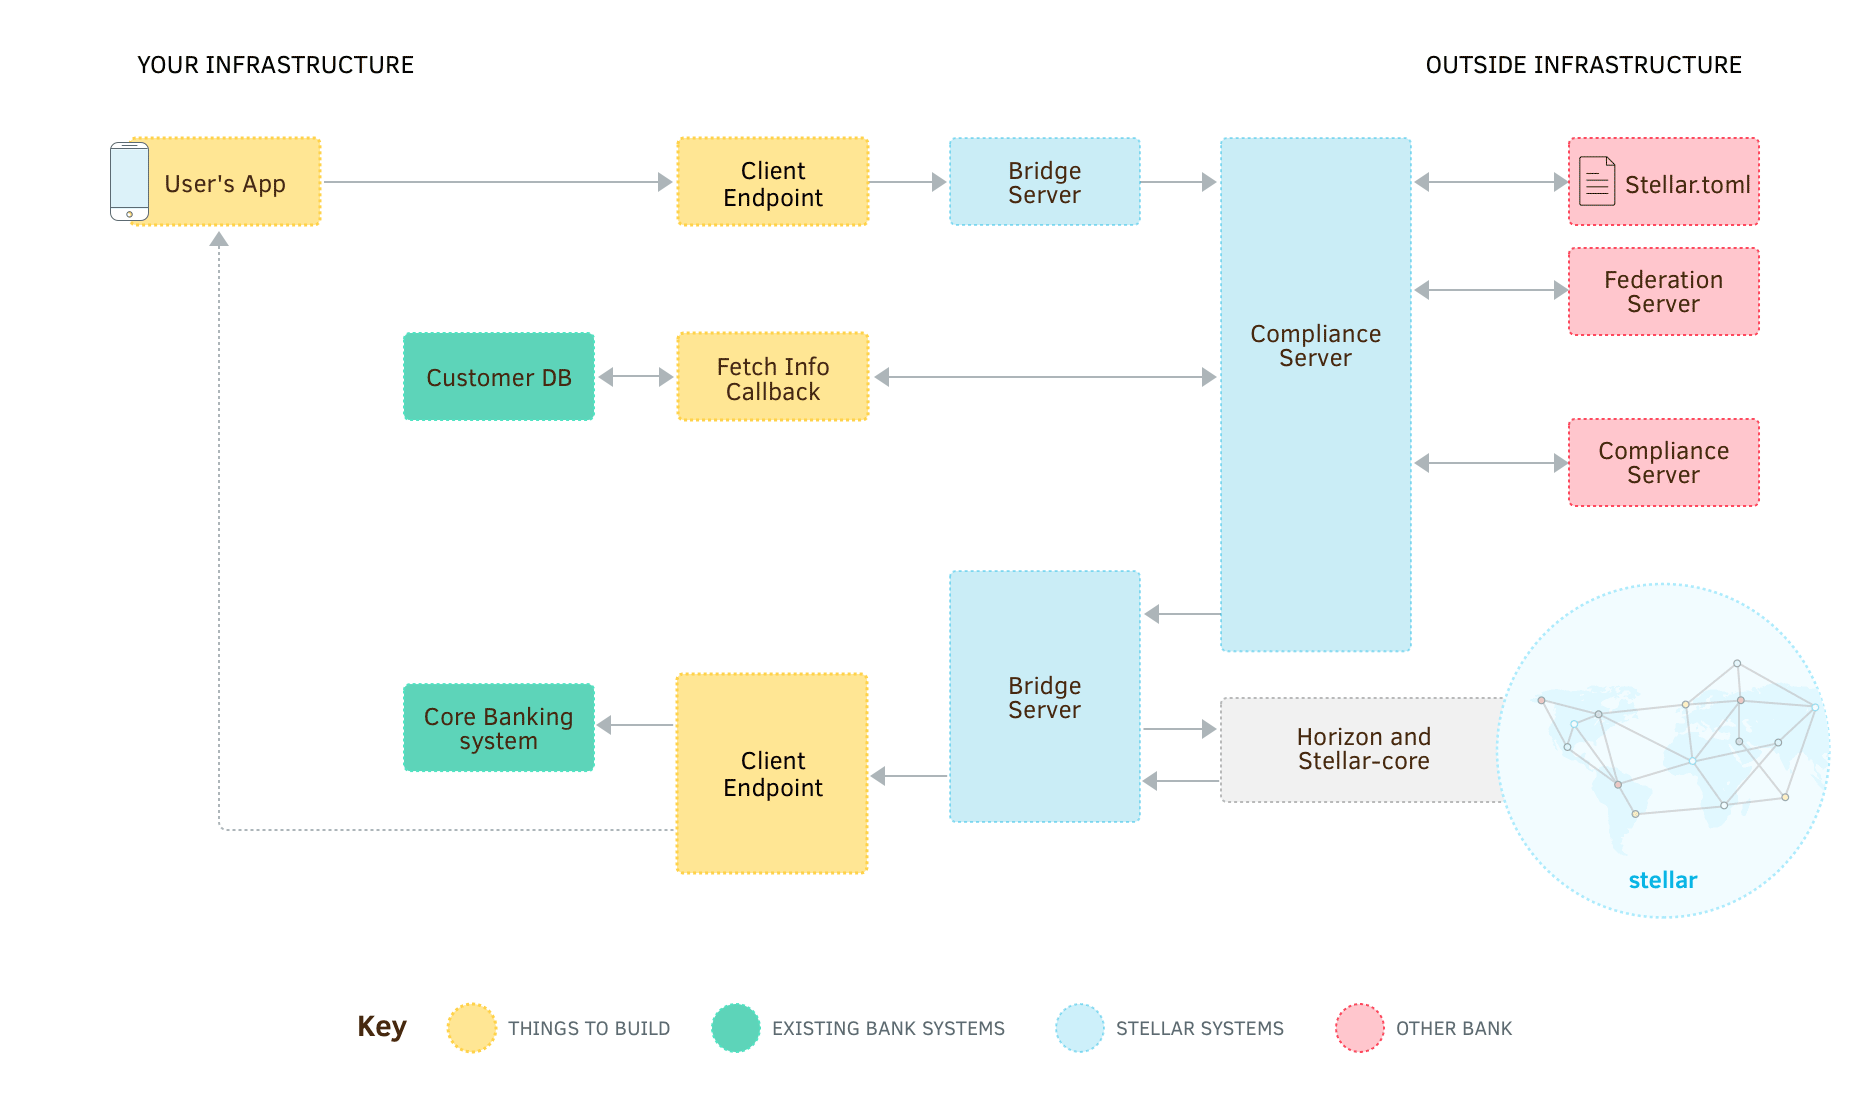 YOUR INFRASTRUCTURE
OUTSIDE INFRASTRUCTURE
User's App
Client
Endpoint
Bridge
Server
Stellar.toml
Federation
Server
Compliance
Server
Customer DB
Fetch Info
Callback
Compliance
Server
Bridge
Server
Core Banking
system
Client
Endpoint
Horizon and
Stellar-core
stellar
Key
THINGS TO BUILD
EXISTING BANK SYSTEMS
STELLAR SYSTEMS
OTHER BANK